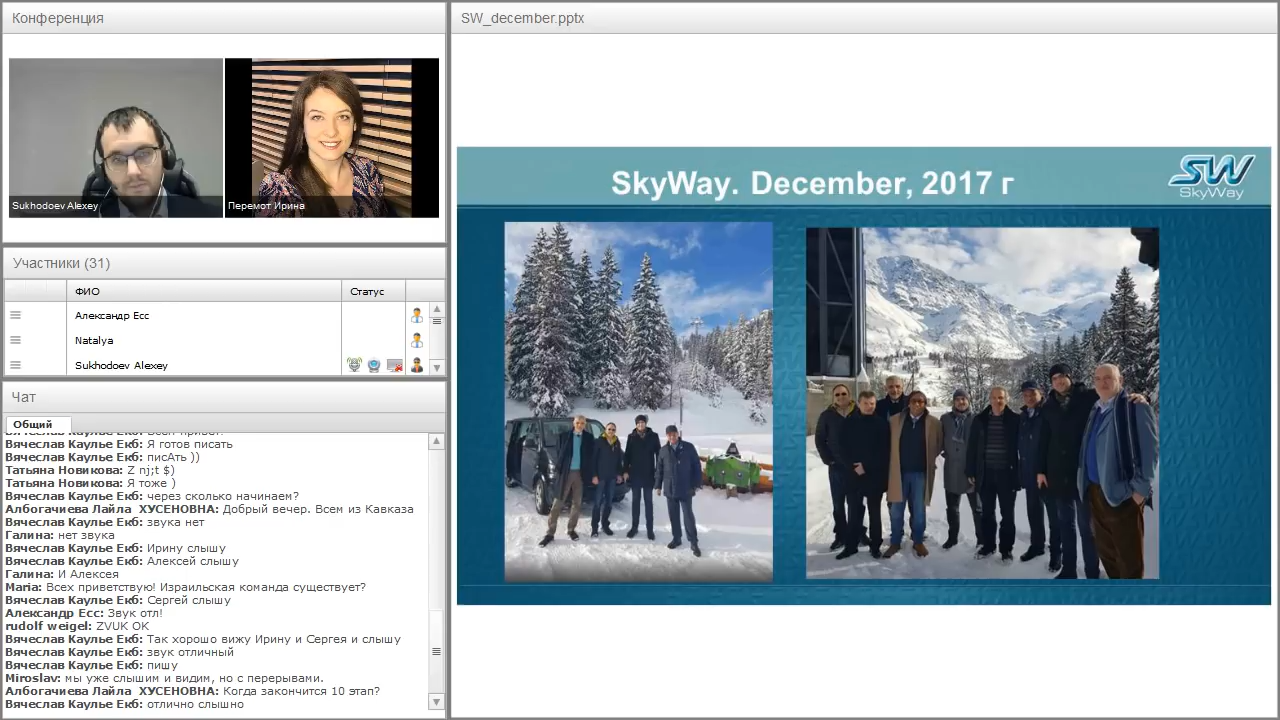 Конференция
Sukhodoev Alexey
Перемот Ирина
Участники (31)
ФИО
Статус
Александр Есс
Natalya
Sukhodoev Alexey
Чат
Общий
Вячеслав Каулье Екб: Я готов писать
Вячеслав Каулье Екб: писАть ))
Татьяна Новикова: Z nj;t $)
Татьяна Новикова: Я тоже )
Вячеслав Каулье Екб: через сколько начинаем?
Албогачиева Лайла ХУСЕНОВНА: Добрый вечер. Всем из Кавказа
Вячеслав Каулье Екб: звука нет
Галина: нет звука
Вячеслав Каулье Екб: Ирину слышу
Вячеслав Каулье Екб: Алексей слышу
Галина: И Алексея
Maria: Всех приветствую! Израильская команда существует?
Вячеслав Каулье Екб: Сергей слышу
Александр Есс: Звук отл!
rudolf weigel: ZVUK OK
Вячеслав Каулье Екб: Так хорошо вижу Ирину и Сергея и слышу
Вячеслав Каулье Екб: звук отличный
Вячеслав Каулье Екб: пишу
Miroslav: мы уже слышим и видим, но с перерывами.
Албогачиева Лайла ХУСЕНОВНА: Когда закончится 10 этап?
Вячеслав Каулье Екб: отлично слышно
SW_december.pptx
SkyWay. December, 2017 г
SW
SkyWay